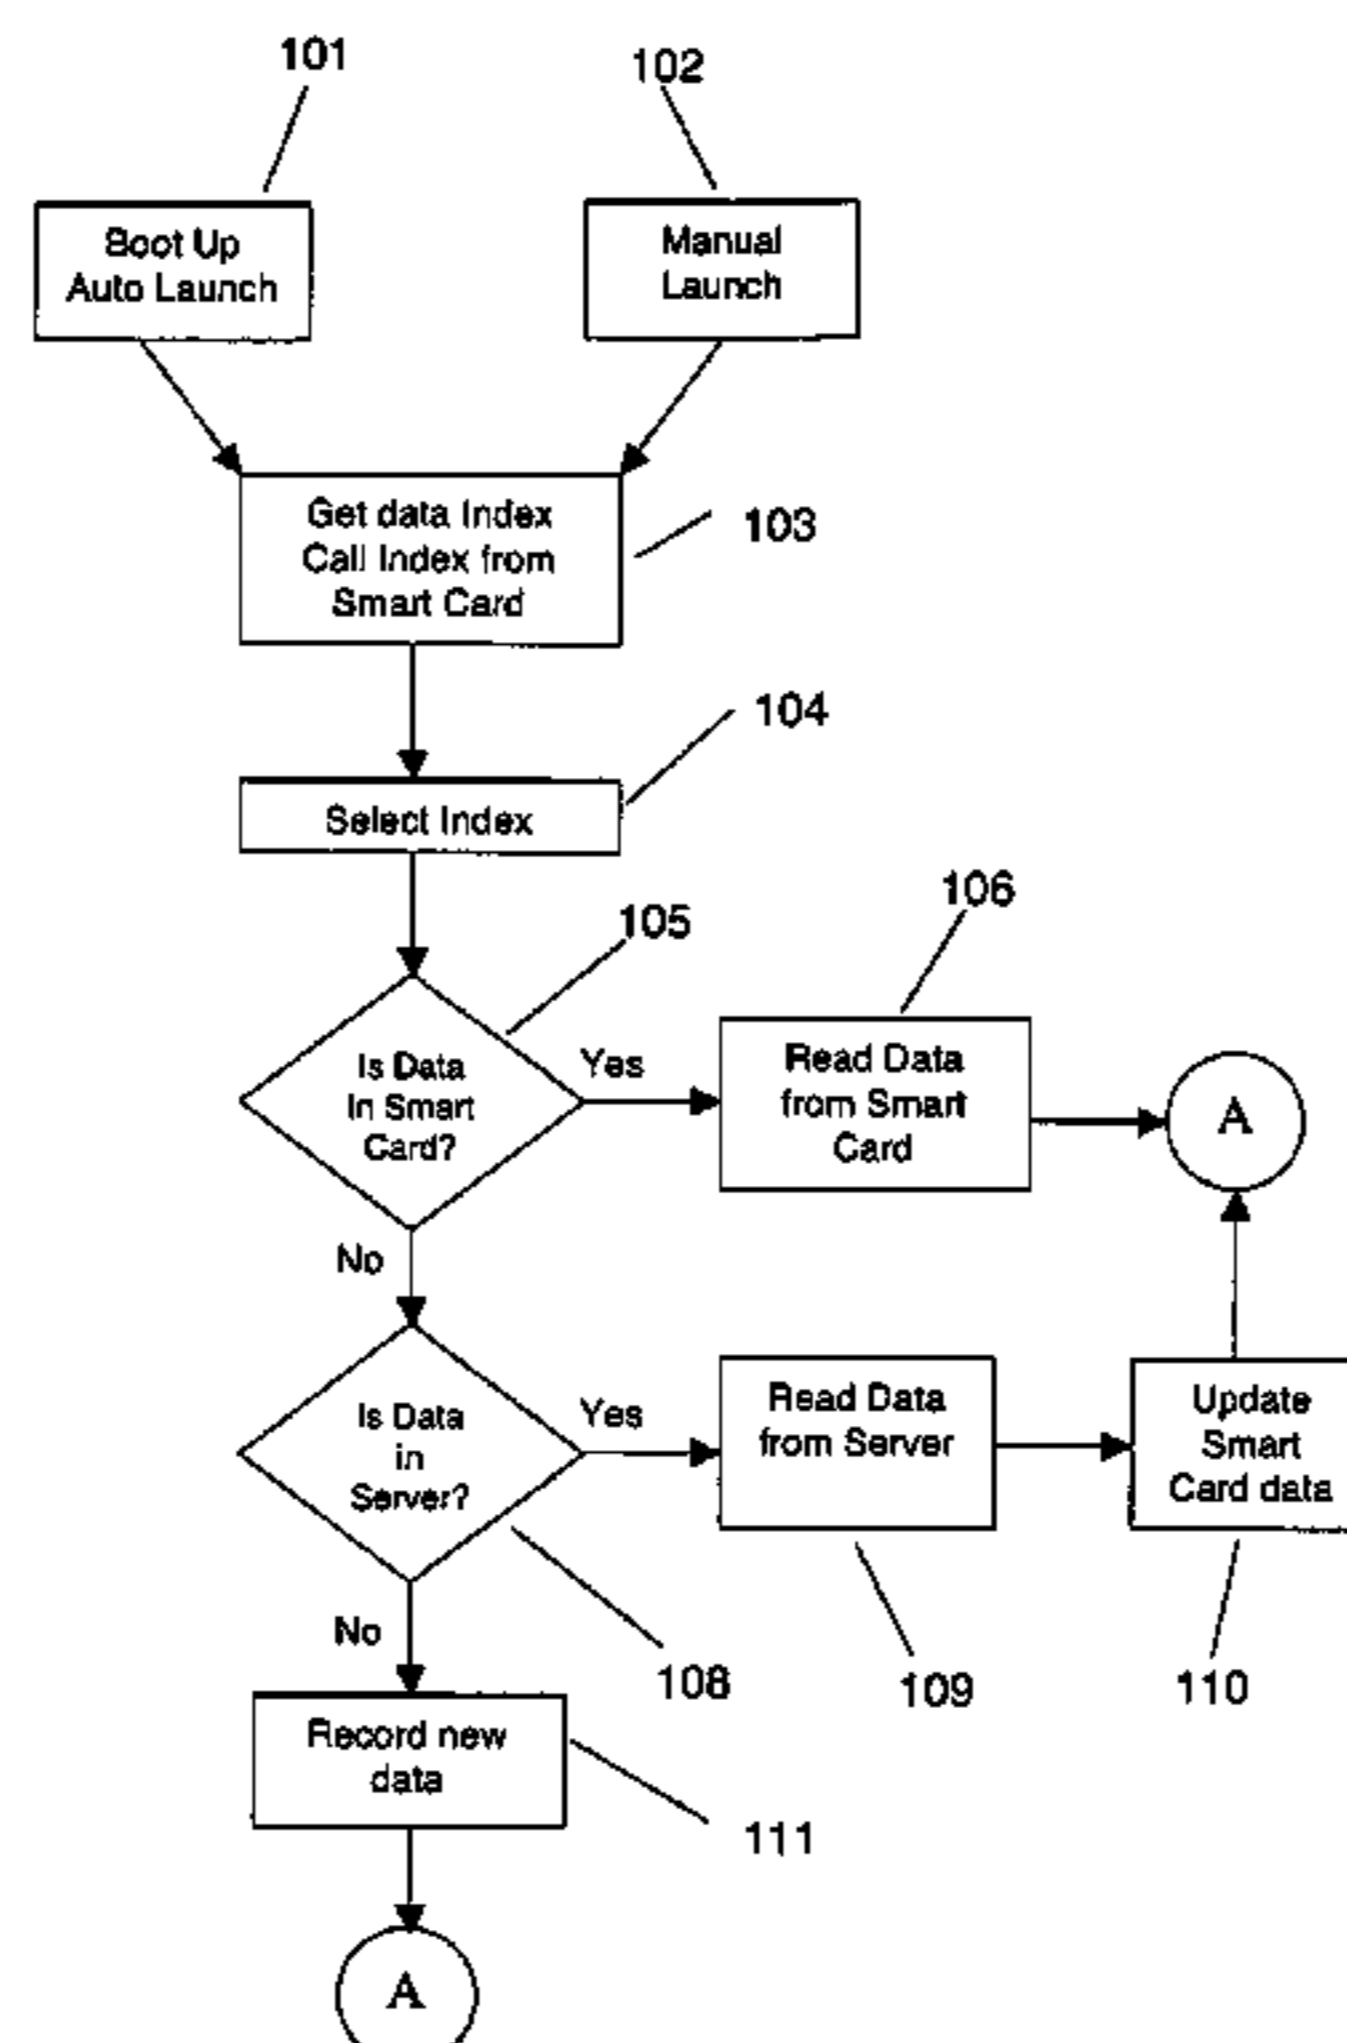 101
102
Boot Up
Auto Launch
Manual
Launch
Get data Index
Call Index from
Smart Card
103
104
Select Index
105
106
Is Data
in Smart
Card?
Yes
Read Data
from Smart
Card
A
No
Is Data
in
Server?
Yes
Read Data
from Server
Update
Smart
Card data
No
108
109
110
Record new
data
111
A